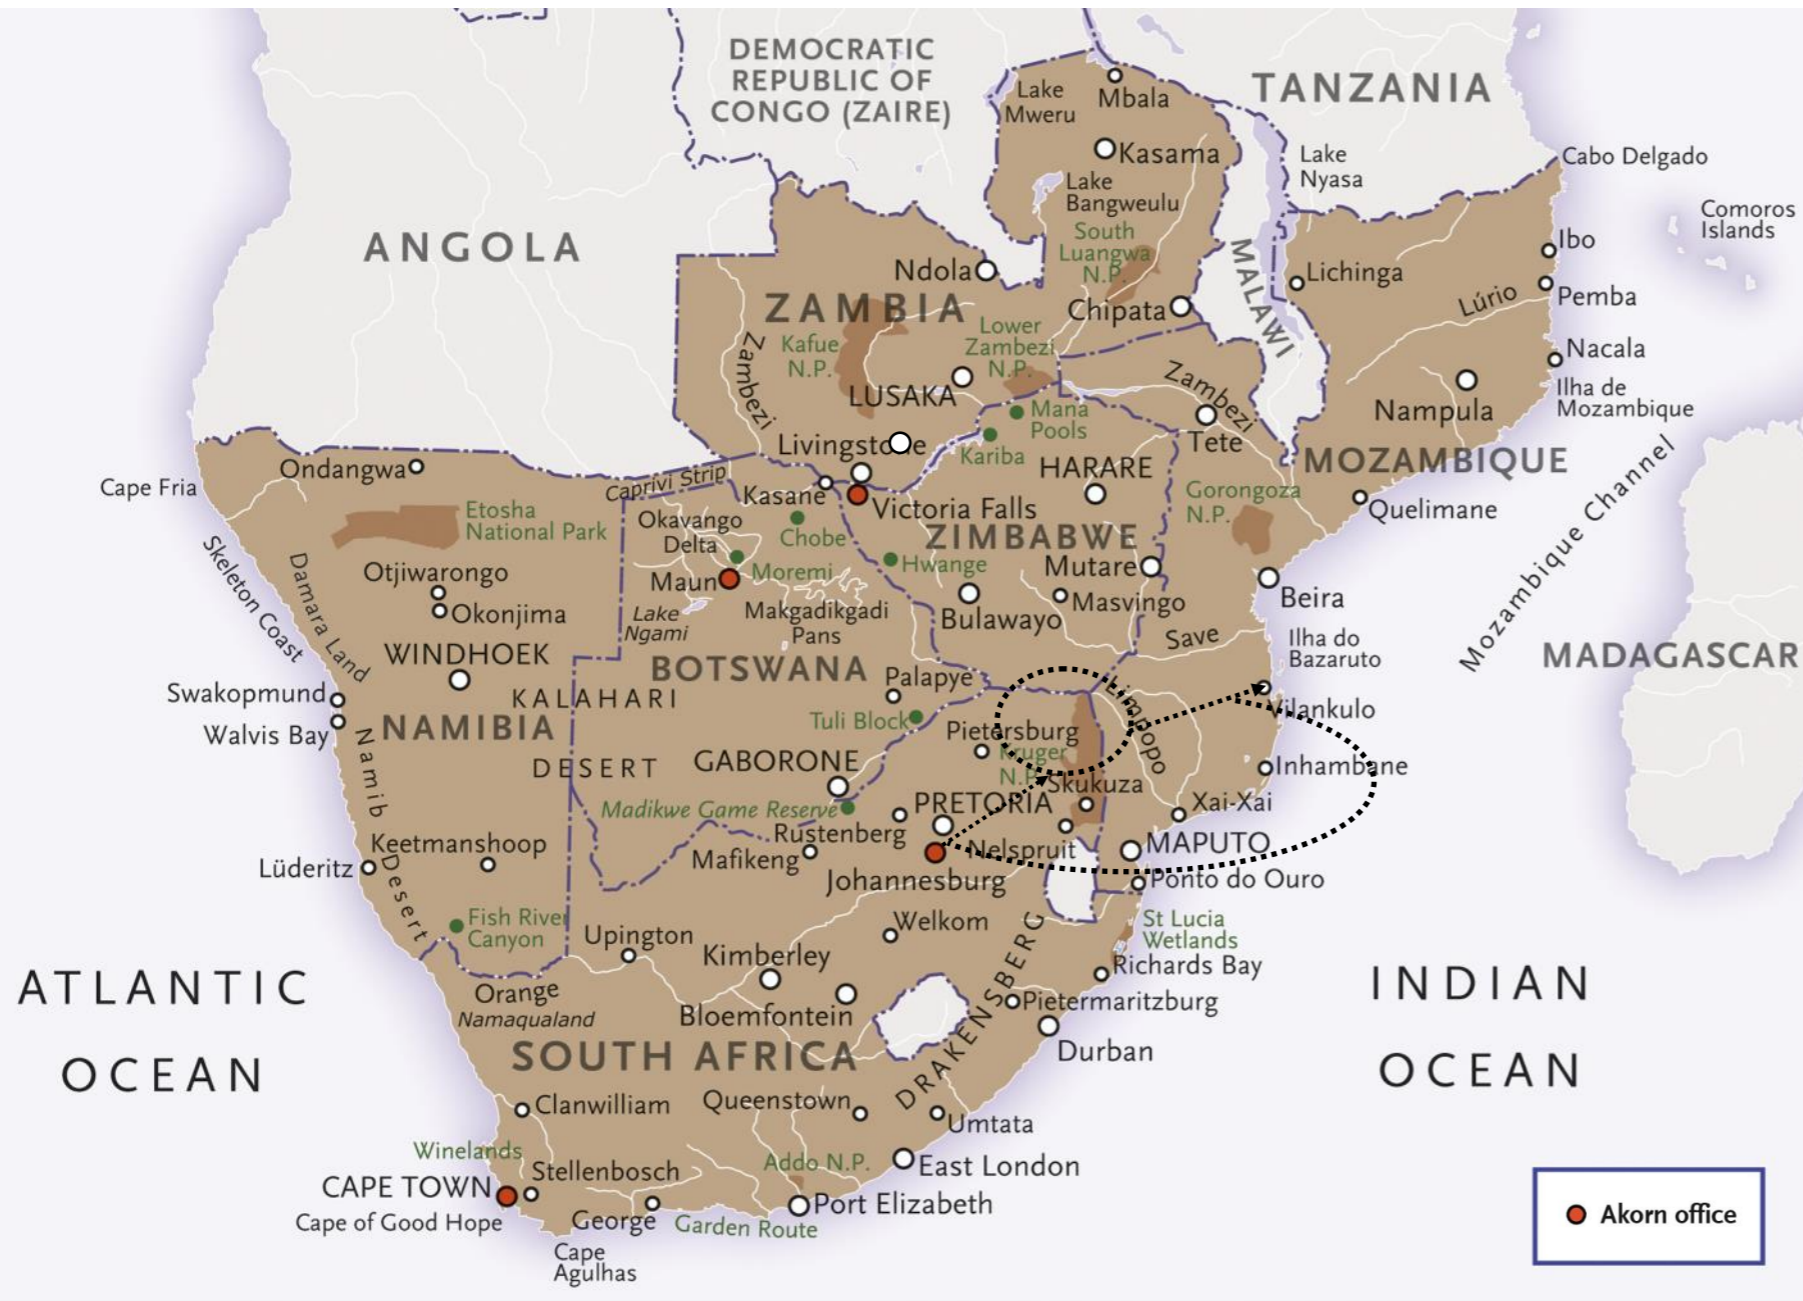 DEMOCRATIC
REPUBLIC OF
CONGO (ZAIRE)
TANZANIA
Lake
Mweru
Mbala
Kasama
Lake
Nyasa
Cabo Delgado
Lake
Bangweulu
Comoros
Islands
South
Luangwa
N.P.
ANGOLA
MALAWI
Ibo
Ndola
Lichinga
Pemba
ZAMBIA
Chipata
Lúrio
Kafue
N.P.
Lower
Zambezi
N.P.
Zambezi
Nacala
LUSAKA
Zambezi
Ilha de
Mozambique
Nampula
Mana
Pools
Tete
Livingstone
Kariba
MOZAMBIQUE
Ondangwa
HARARE
Cape Fria
Caprivi Strip
Kasane
Victoria Falls
Gorongoza
N.P.
Quelimane
Mozambique Channel
Etosha
National Park
Okavango
Delta
Chobe
ZIMBABWE
Skeleton Coast
Damara Land
Otjiwarongo
Maun
Moremi
Hwange
Mutare
Okonjima
Lake
Ngami
Makgadikgadi
Pans
Bulawayo
Masvingo
Beira
WINDHOEK
Save
Ilha do
Bazaruto
MADAGASCAR
BOTSWANA
Palapye
Swakopmund
KALAHARI
Limpopo
Vilankulo
Walvis Bay
NAMIBIA
Tuli Block
Pietersburg
Namib
Desert
DESERT
GABORONE
Kruger
N.P.
Skukuza
Inhambane
Madikwe Game Reserve
PRETORIA
Xai-Xai
Keetmanshoop
Rustenberg
Nelspruit
MAPUTO
Lüderitz
Mafikeng
Johannesburg
Ponto do Ouro
Fish River
Canyon
Upington
Welkom
St Lucia
Wetlands
Kimberley
Richards Bay
ATLANTIC
OCEAN
INDIAN
OCEAN
Orange
Namaqualand
Bloemfontein
DRAKENSBERG
Pietermaritzburg
SOUTH AFRICA
Durban
Clanwilliam
Queenstown
Umtata
Winelands
Stellenbosch
Addo N.P.
East London
CAPE TOWN
Cape of Good Hope
George
Garden Route
Port Elizabeth
Cape
Agulhas
Akorn office